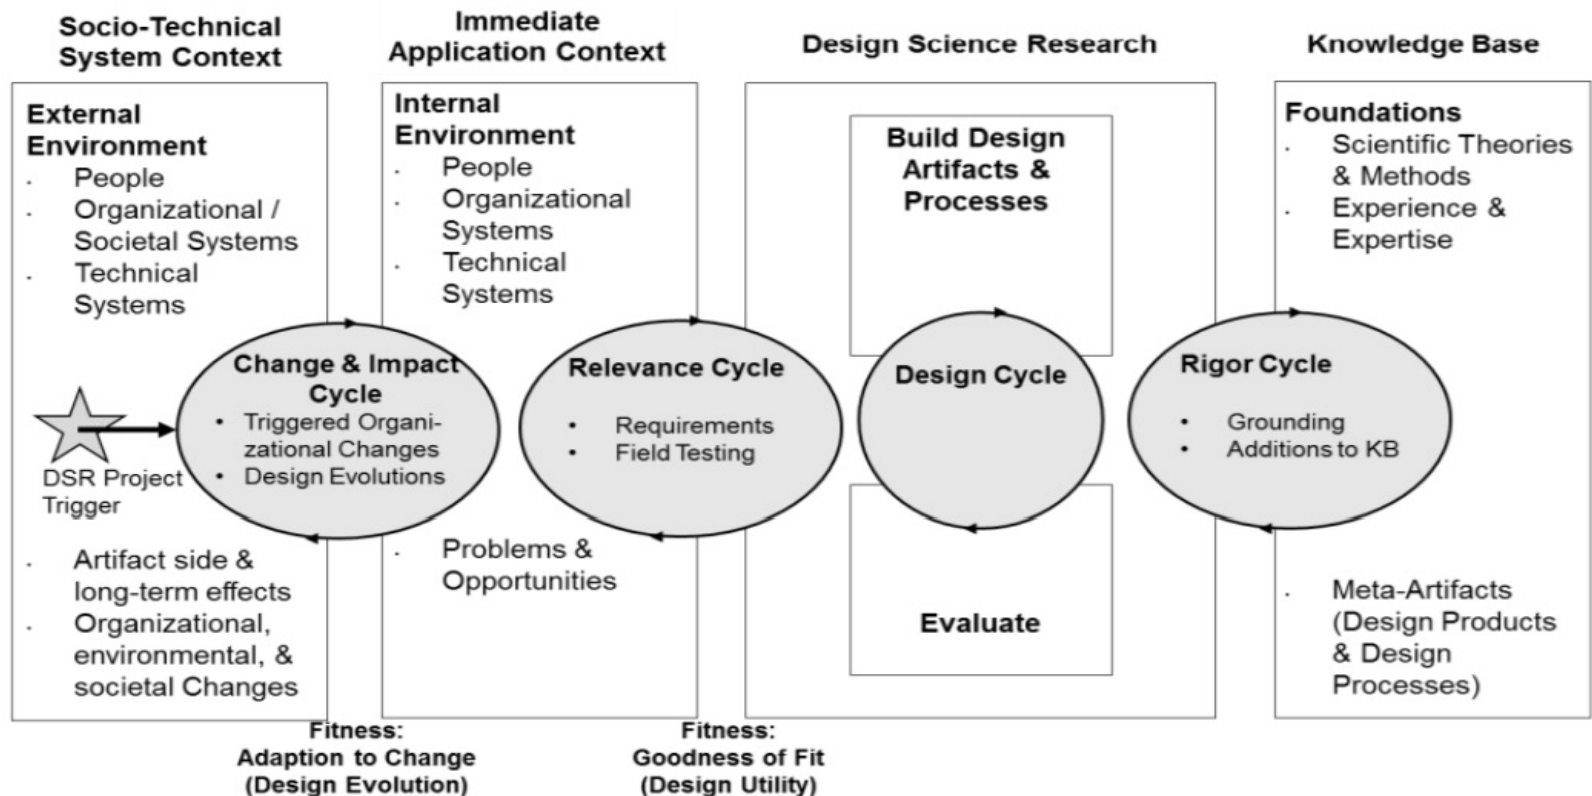 Socio-Technical
System Context
External
Environment
. People
. Organizational /
Societal Systems
. Technical
Systems
DSR Project
Trigger
. Artifact side &
long-term effects
. Organizational,
environmental, &
societal Changes
Change & Impact
Cycle
• Triggered Organi-
zational Changes
• Design Evolutions
Fitness:
Adaption to Change
(Design Evolution)
Immediate
Application Context
Internal
Environment
. People
. Organizational
Systems
. Technical
Systems
. Problems &
Opportunities
Relevance Cycle
• Requirements
• Field Testing
Fitness:
Goodness of Fit
(Design Utility)
Design Science Research
Build Design
Artifacts &
Processes
Design Cycle
Evaluate
Rigor Cycle
• Grounding
• Additions to KB
Knowledge Base
Foundations
. Scientific Theories
& Methods
. Experience &
Expertise
. Meta-Artifacts
(Design Products
& Design
Processes)